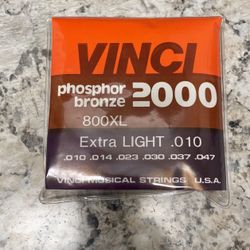 VINCI
phosphor
bronze 2000
800XL
Extra LIGHT .010
.010 .014 .023 .030 .037 .047
VINCI MUSICAL STRINGS U.S.A.